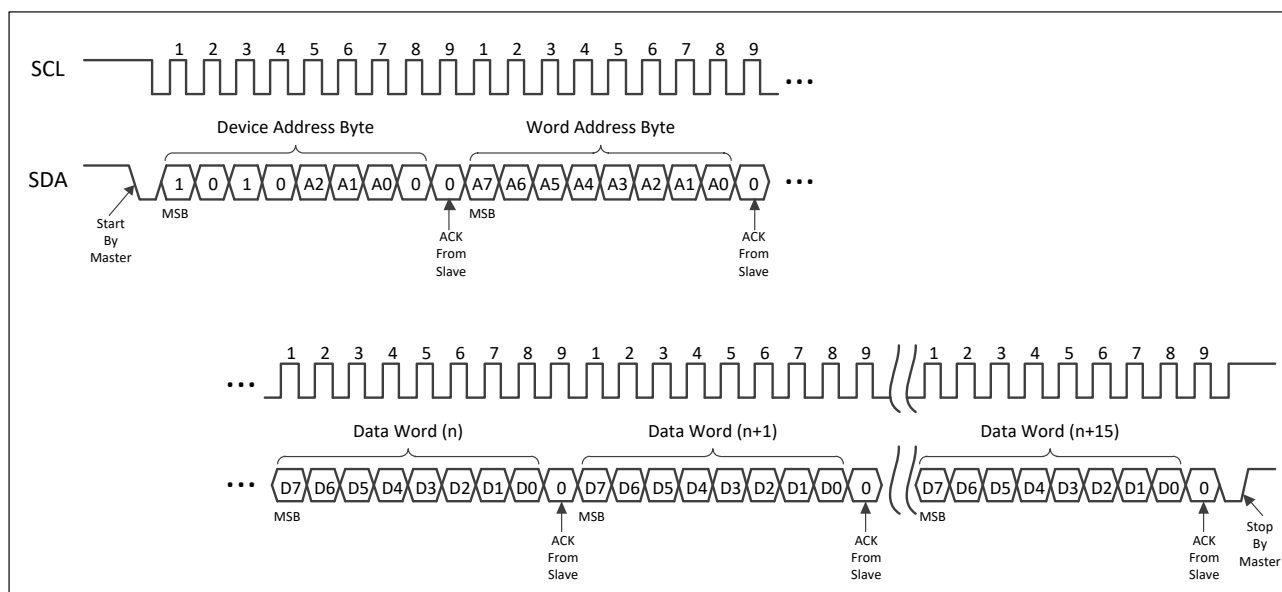 1 2 3 4 5 6 7 8 9 1 2 3 4 5 6 7 8 9
SCL
•••
Device Address Byte Word Address Byte
SDA
1 0 1 0 A2 A1 A0 0 0 A7 A6 A5 A4 A3 A2 A1 A0 0 •••
MSB MSB
Start
By
Master
ACK
From
Slave
ACK
From
Slave
1 2 3 4 5 6 7 8 9 1 2 3 4 5 6 7 8 9 1 2 3 4 5 6 7 8 9
•••
Data Word (n) Data Word (n+1) Data Word (n+15)
••• D7 D6 D5 D4 D3 D2 D1 D0 0 D7 D6 D5 D4 D3 D2 D1 D0 0 D7 D6 D5 D4 D3 D2 D1 D0 0
MSB MSB MSB
ACK
From
Slave
ACK
From
Slave
ACK
From
Slave
Stop
By
Master